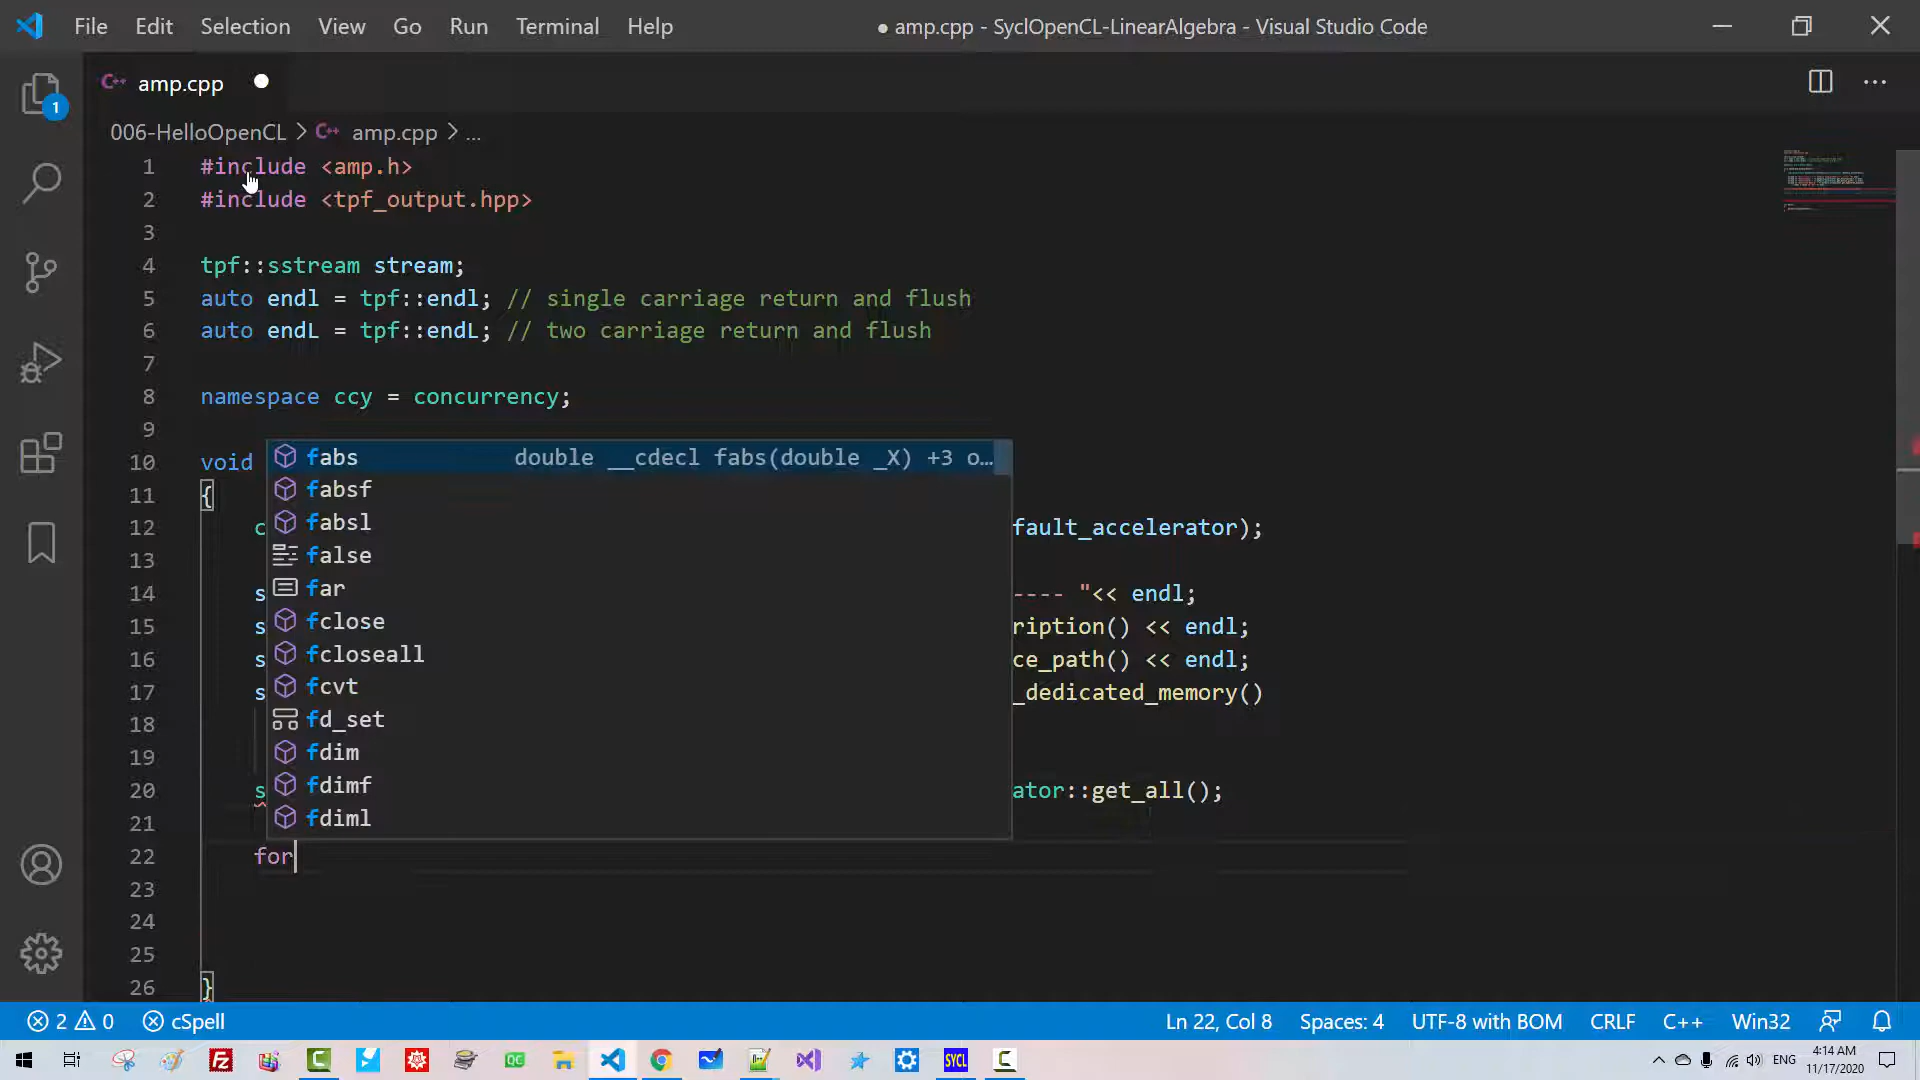 File Edit Selection View Go Run Terminal Help
● amp.cpp - SyclOpenCL-LinearAlgebra - Visual Studio Code
C++ amp.cpp
1
006-HelloOpenCL > C++ amp.cpp > ...
1 #include <amp.h>
2 #include <tpf_output.hpp>
3
4 tpf::sstream stream;
5 auto endl = tpf::endl; // single carriage return and flush
6 auto endL = tpf::endL; // two carriage return and flush
7
8 namespace ccy = concurrency;
9
10 void
11 {
12 c fault_accelerator);
13
14 s ---- "<< endl;
15 s ription() << endl;
16 s ce_path() << endl;
17 s _dedicated_memory()
18
19
20 s ator::get_all();
21
22 for
23
24
25
26 }
fabs double __cdecl fabs(double _X) +3 o…
fabsf
fabsl
false
far
fclose
fcloseall
fcvt
fd_set
fdim
fdimf
fdiml
2 0 cSpell Ln 22, Col 8 Spaces: 4 UTF-8 with BOM CRLF C++ Win32
QC SYCL ENG 4:14 AM
11/17/2020